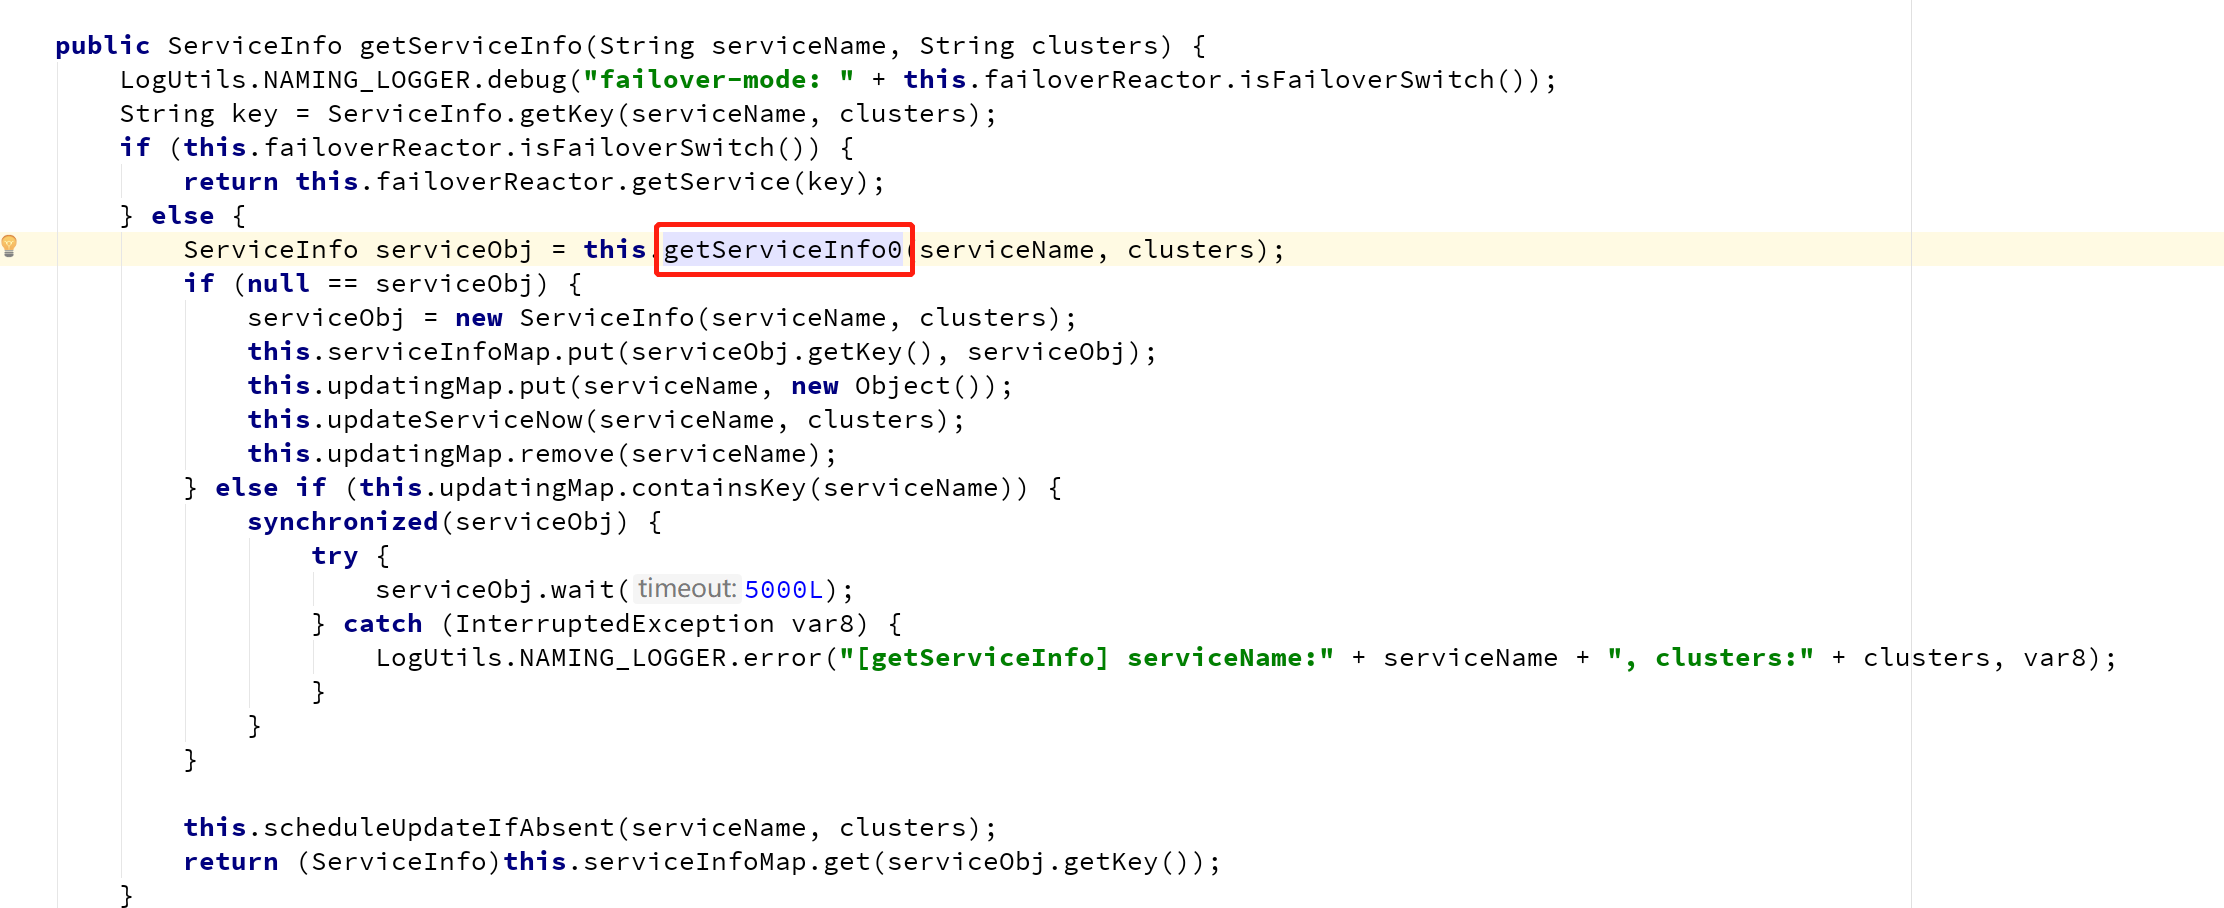 public ServiceInfo getServiceInfo(String serviceName, String clusters) {
    LogUtils.NAMING_LOGGER.debug("failover-mode: " + this.failoverReactor.isFailoverSwitch());
    String key = ServiceInfo.getKey(serviceName, clusters);
    if (this.failoverReactor.isFailoverSwitch()) {
        return this.failoverReactor.getService(key);
    } else {
        ServiceInfo serviceObj = this.getServiceInfo0(serviceName, clusters);
        if (null == serviceObj) {
            serviceObj = new ServiceInfo(serviceName, clusters);
            this.serviceInfoMap.put(serviceObj.getKey(), serviceObj);
            this.updatingMap.put(serviceName, new Object());
            this.updateServiceNow(serviceName, clusters);
            this.updatingMap.remove(serviceName);
        } else if (this.updatingMap.containsKey(serviceName)) {
            synchronized(serviceObj) {
                try {
                    serviceObj.wait( timeout: 5000L);
                } catch (InterruptedException var8) {
                    LogUtils.NAMING_LOGGER.error("[getServiceInfo] serviceName:" + serviceName + ", clusters:" + clusters, var8);
                }
            }
        }
        this.scheduleUpdateIfAbsent(serviceName, clusters);
        return (ServiceInfo)this.serviceInfoMap.get(serviceObj.getKey());
    }